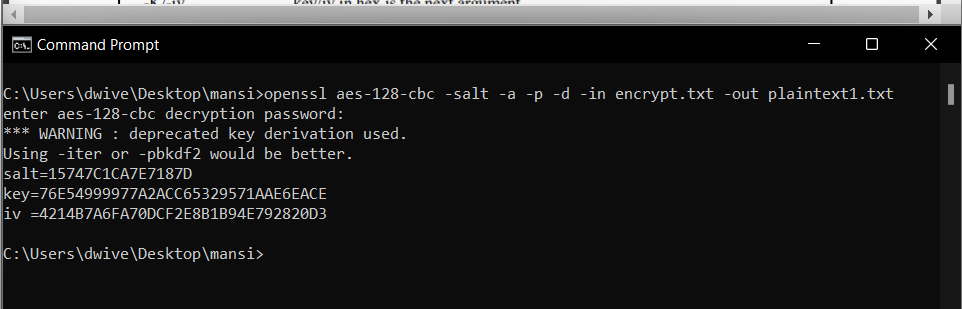 -K/-iv key/iv in hex is the next argument
Command Prompt
C:\Users\dwive\Desktop\mansi>openssl aes-128-cbc -salt -a -p -d -in encrypt.txt -out plaintext1.txt
enter aes-128-cbc decryption password:
*** WARNING : deprecated key derivation used.
Using -iter or -pbkdf2 would be better.
salt=15747C1CA7E7187D
key=76E54999977A2ACC65329571AAE6EACE
iv =4214B7A6FA70DCF2E8B1B94E792820D3
C:\Users\dwive\Desktop\mansi>